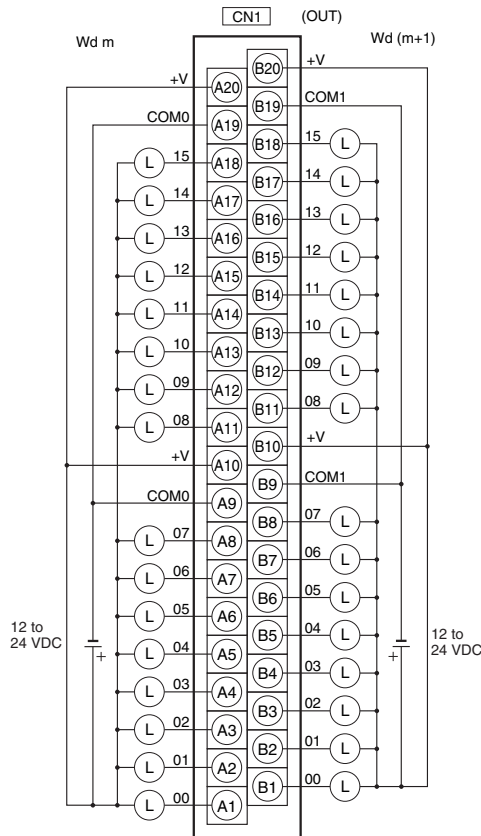 CN1 (OUT)
Wd m Wd (m+1)
B20 +V
+V A20
B19 COM1
COM0 A19
B18 15 L
L 15 A18
B17 14 L
L 14 A17
B16 13 L
L 13 A16
B15 12 L
L 12 A15
B14 11 L
L 11 A14
B13 10 L
L 10 A13
B12 09 L
L 09 A12
B11 08 L
L 08 A11
B10 +V
+V A10
B9 COM1
COM0 A9
B8 07 L
L 07 A8
B7 06 L
L 06 A7
B6 05 L
L 05 A6
B5 04 L
12 to
24 VDC
+
L 04 A5
12 to
24 VDC
+
B4 03 L
L 03 A4
B3 02 L
L 02 A3
B2 01 L
L 01 A2
B1 00 L
L 00 A1